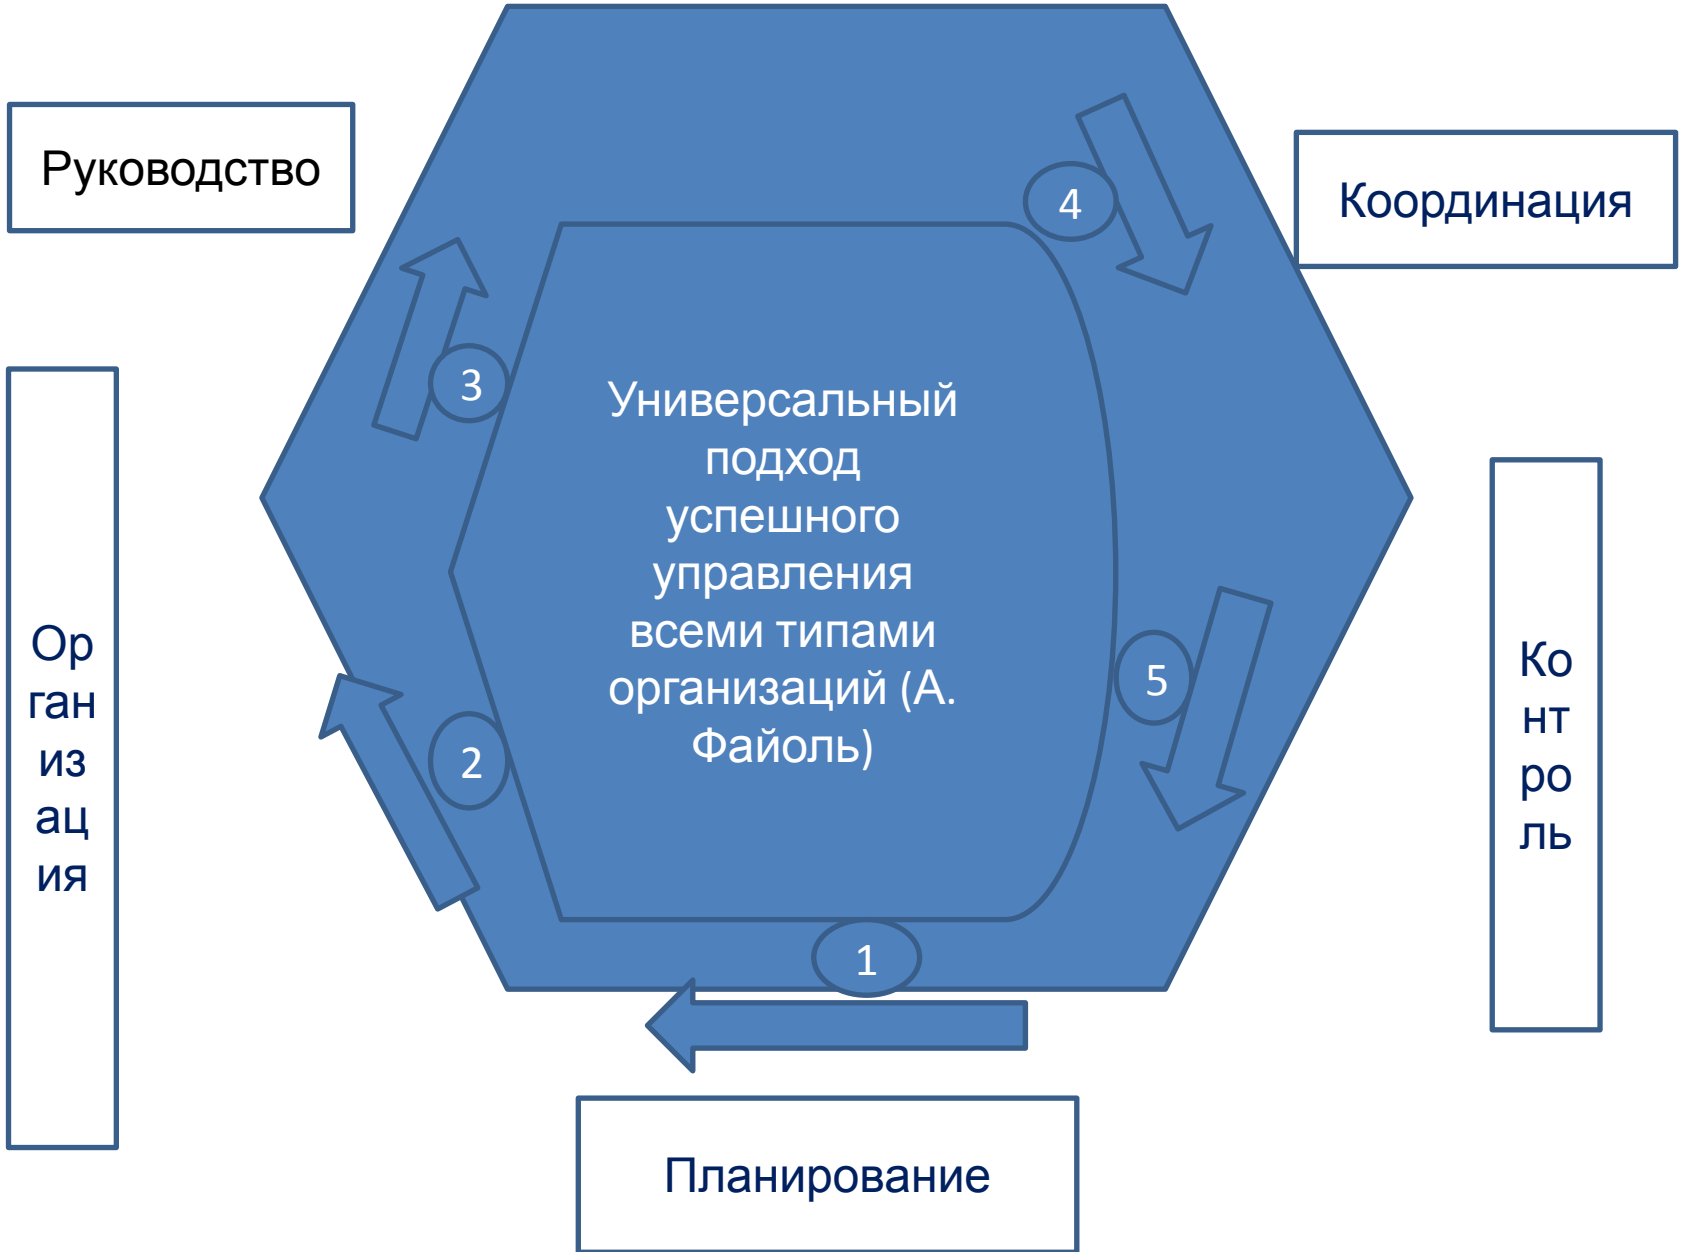 Руководство
4
Координация
3
Универсальный
подход
успешного
управления
всеми типами
организаций (А.
Файоль)
Ор
ган
из
ац
ия
2
5
Ко
нт
ро
ль
1
Планирование